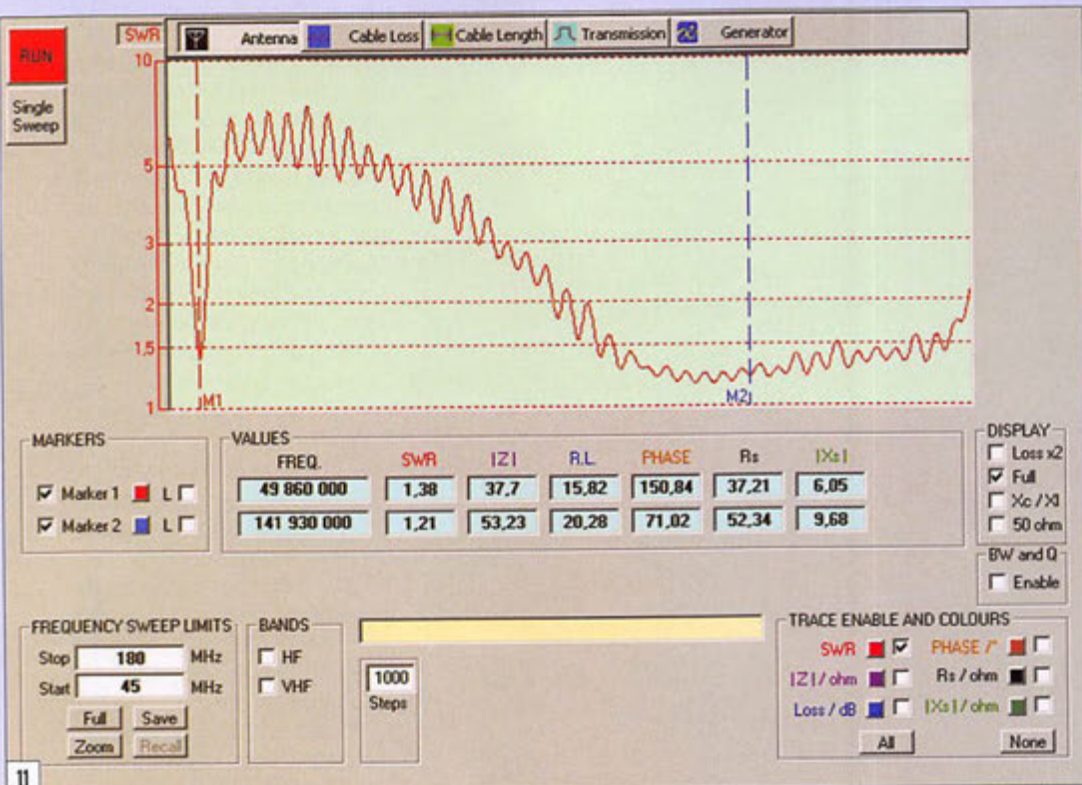 RUN
Single
Sweep
SWR
Antenna Cable Loss Cable Length Transmission Generator
10
5
3
2
1,5
1
M1
M2
MARKERS
Marker 1 L
Marker 2 L
VALUES
FREQ. SWR |Z| R.L. PHASE Rs |Xs|
49 860 000 1,38 37,7 15,82 150,84 37,21 6,05
141 930 000 1,21 53,23 20,28 71,02 52,34 9,68
DISPLAY
Loss x2
Full
Xc / Xl
50 ohm
BW and Q
Enable
FREQUENCY SWEEP LIMITS
Stop 180 MHz
Start 45 MHz
Full Save
Zoom Recall
BANDS
HF
VHF
1000
Steps
TRACE ENABLE AND COLOURS
SWR PHASE /°
|Z| / ohm Rs / ohm
Loss / dB |Xs| / ohm
All None
11